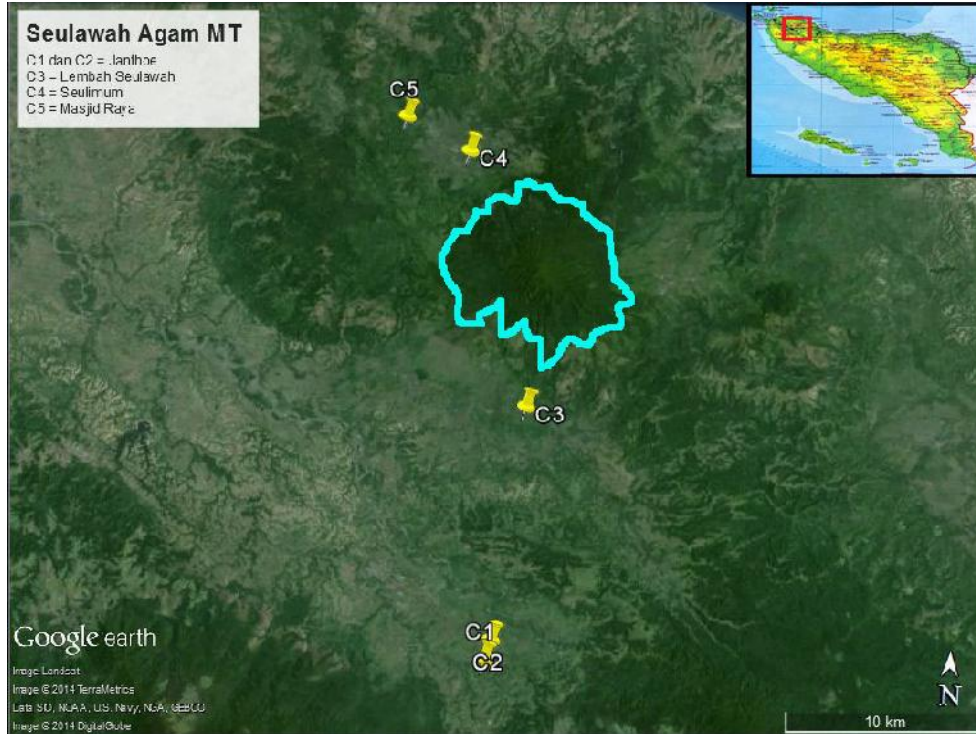 Seulawah Agam MT
C1 dan C2 = Janthoe
C3 = Lembah Seulawah
C4 = Seulimum
C5 = Masjid Raya
C5
C4
C3
C1
C2
Google earth
Image Landsat
Image © 2014 TerraMetrics
Data SIO, NOAA, U.S. Navy, NGA, GEBCO
Image © 2014 DigitalGlobe
N
10 km